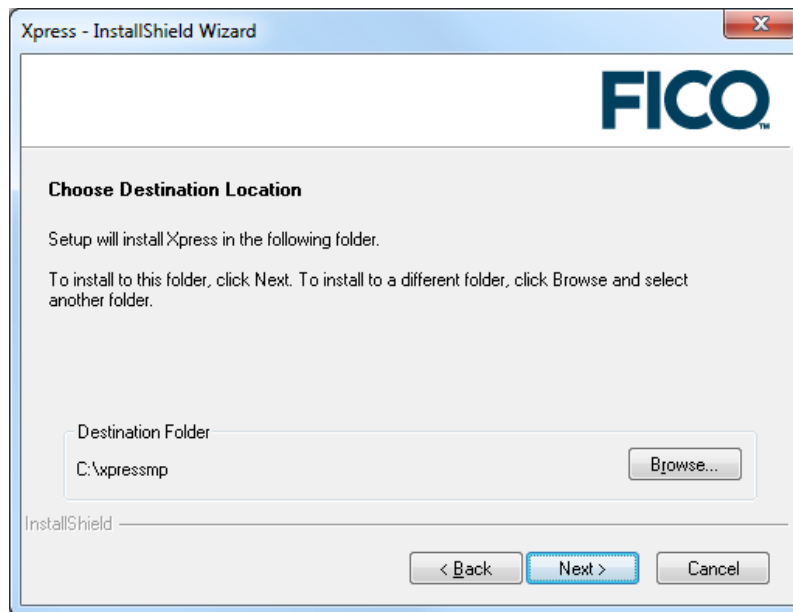 Xpress - InstallShield Wizard
FICO™
Choose Destination Location
Setup will install Xpress in the following folder.
To install to this folder, click Next. To install to a different folder, click Browse and select
another folder.
Destination Folder
C:\xpressmp
Browse...
InstallShield
< Back
Next >
Cancel